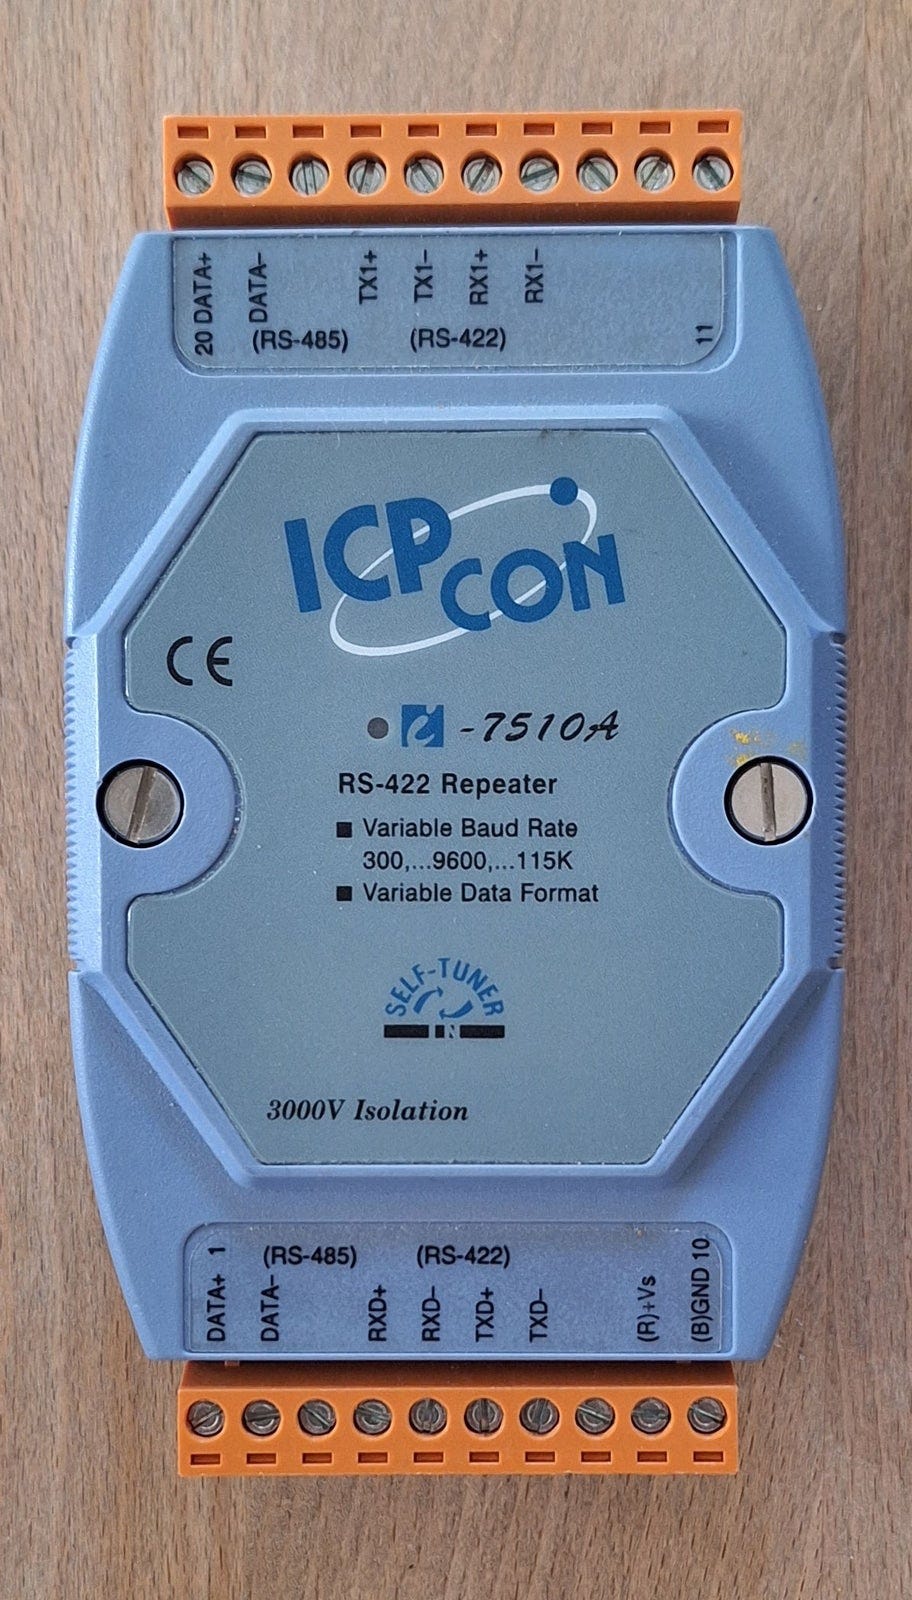 20 DATA+ DATA- TX1+ TX1- RX1+ RX1-
(RS-485) (RS-422) 11
ICP CON
CE
-7510A
RS-422 Repeater
■ Variable Baud Rate
300,...9600,...115K
■ Variable Data Format
SELF-TUNER
IN
3000V Isolation
(RS-485) (RS-422)
DATA+ 1 DATA- RXD+ RXD- TXD+ TXD- (R)+Vs (B)GND 10